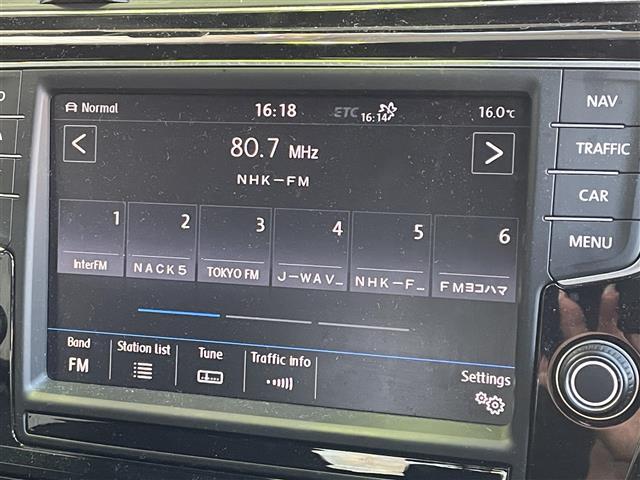 Normal 16:18 ETC 16:14 16.0°C
80.7 MHz
NHK-FM
1 2 3 4 5 6
InterFM NACK5 TOKYO FM J-WAV_ NHK-F_ FMヨコハマ
Band Station List Tune Traffic info Settings
FM
NAV
TRAFFIC
CAR
MENU